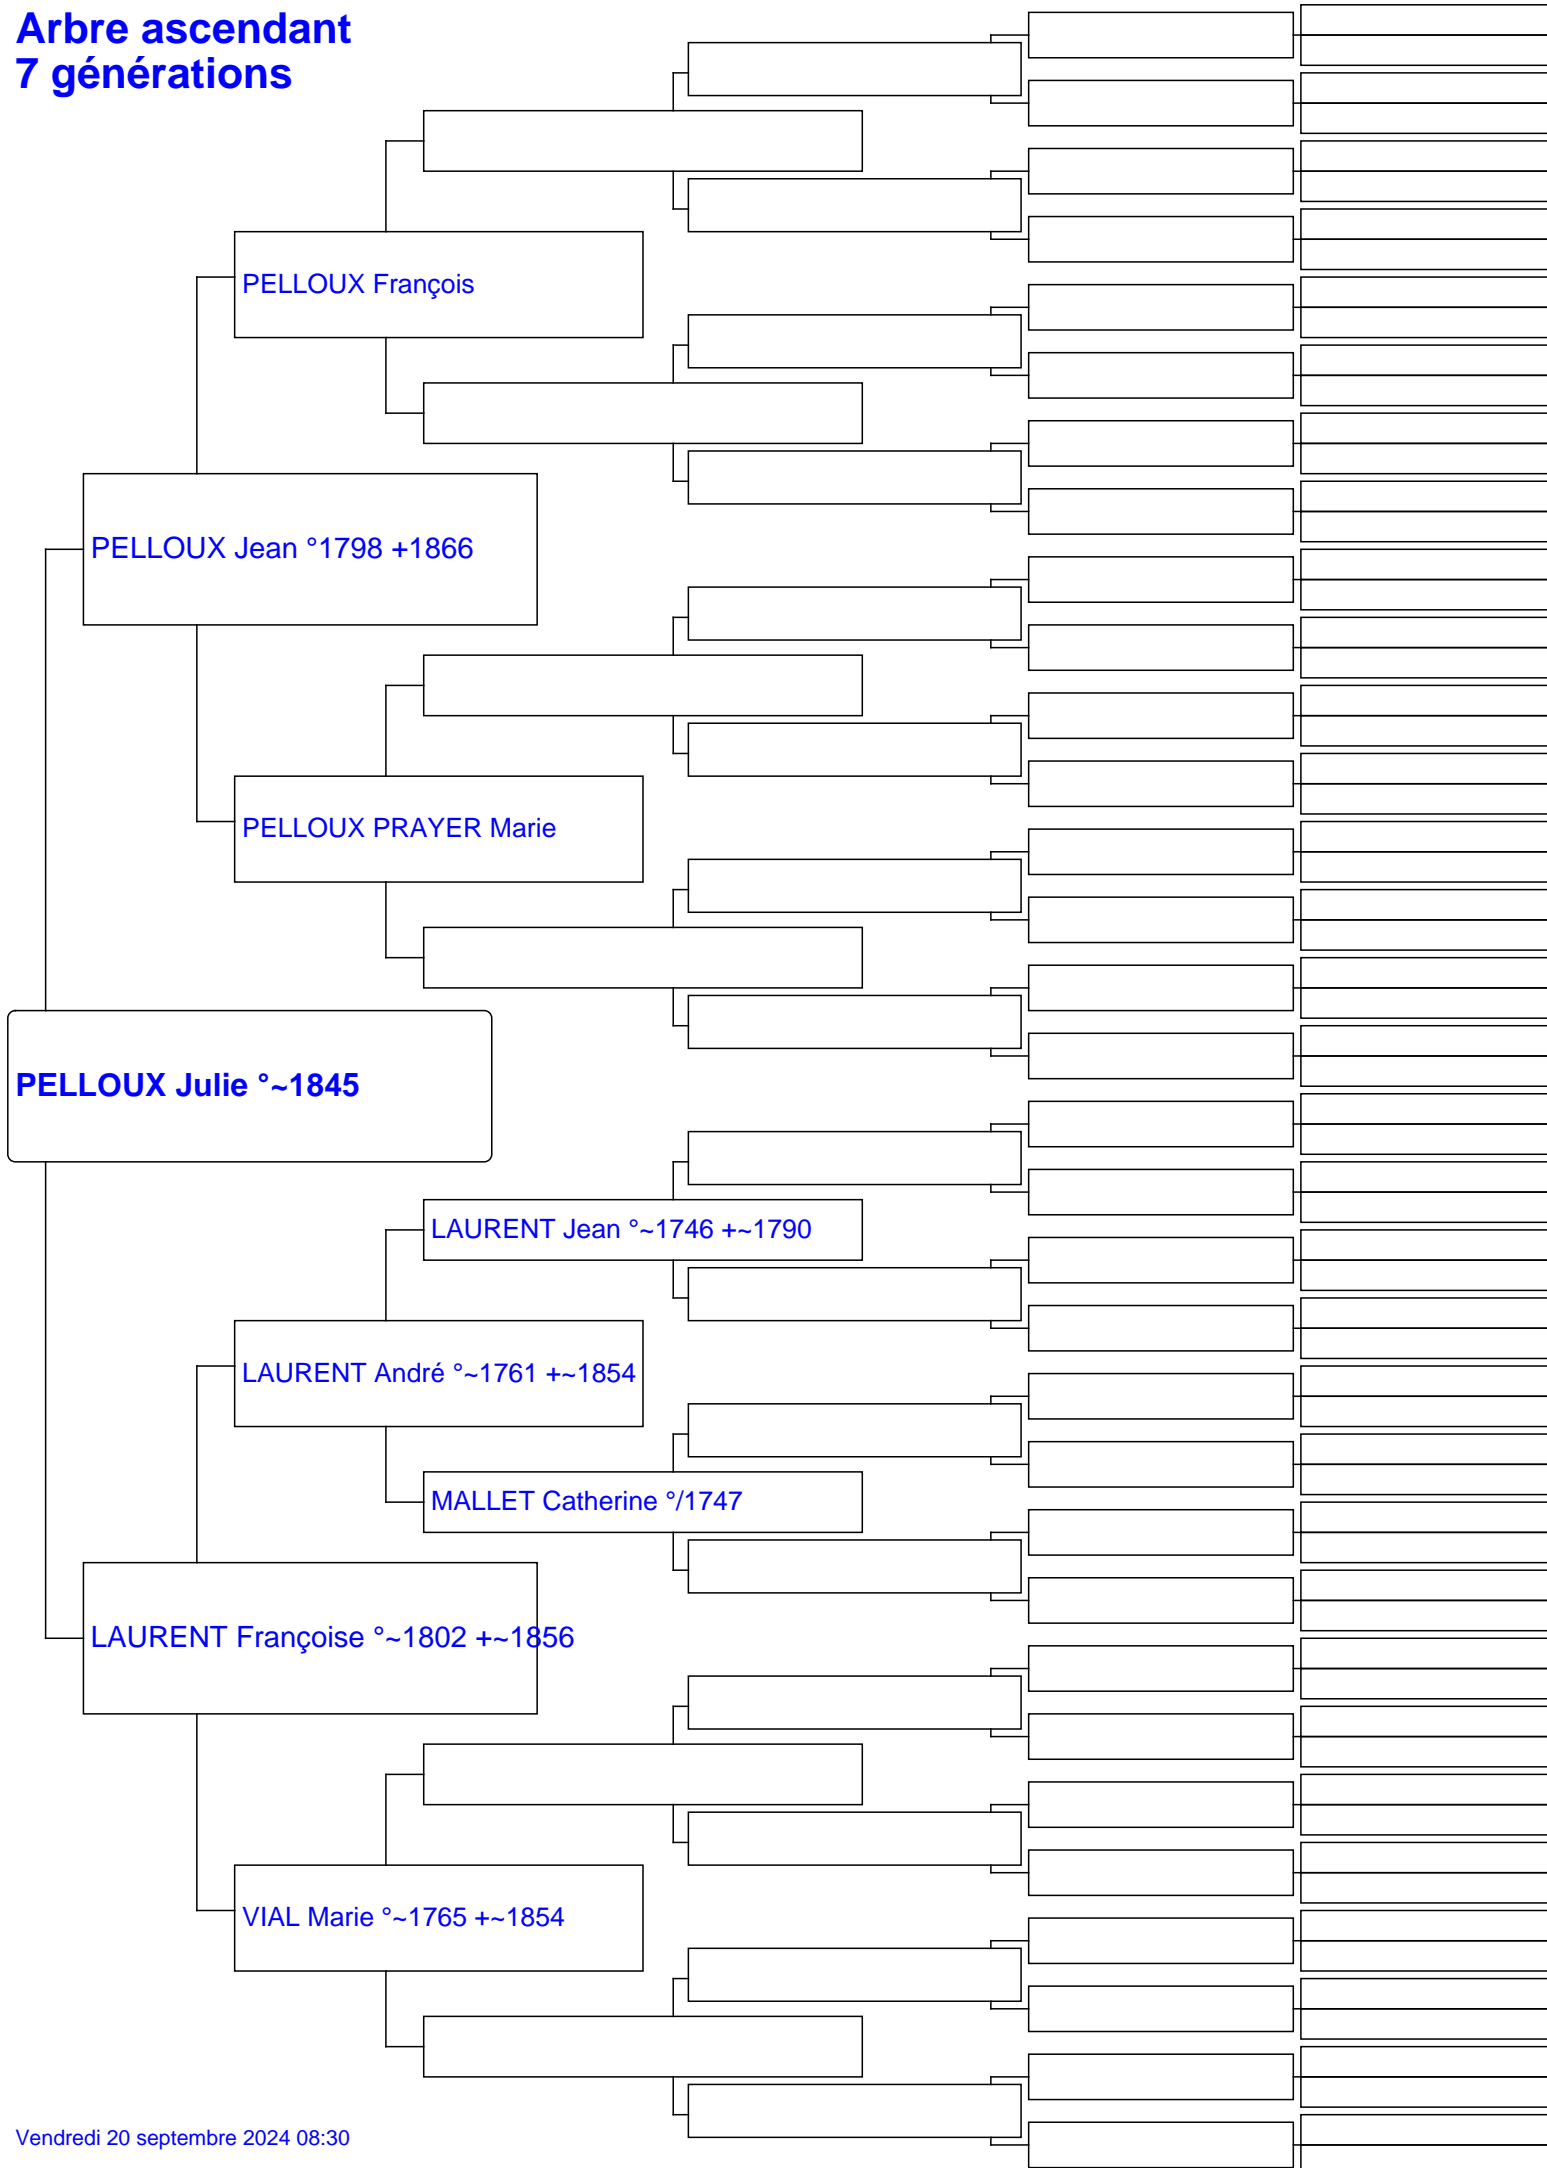 Arbre ascendant
7 générations
PELLOUX François
PELLOUX Jean °1798 +1866
PELLOUX PRAYER Marie
PELLOUX Julie °~1845
LAURENT Jean °~1746 +~1790
LAURENT André °~1761 +~1854
MALLET Catherine °/1747
LAURENT Françoise °~1802 +~1856
VIAL Marie °~1765 +~1854
Vendredi 20 septembre 2024 08:30